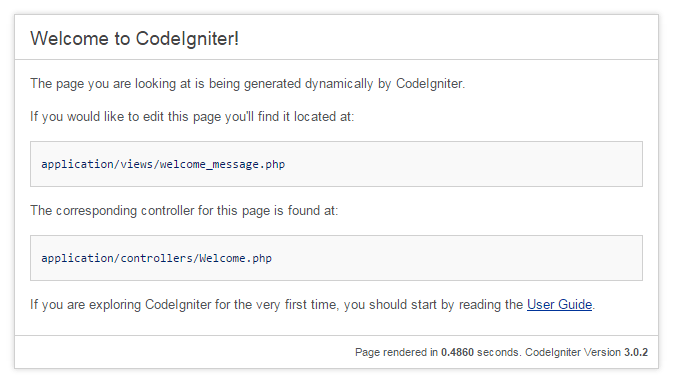 Welcome to CodeIgniter!
The page you are looking at is being generated dynamically by CodeIgniter.
If you would like to edit this page you'll find it located at:
application/views/welcome_message.php
The corresponding controller for this page is found at:
application/controllers/Welcome.php
If you are exploring CodeIgniter for the very first time, you should start by reading the User Guide.
Page rendered in 0.4860 seconds. CodeIgniter Version 3.0.2